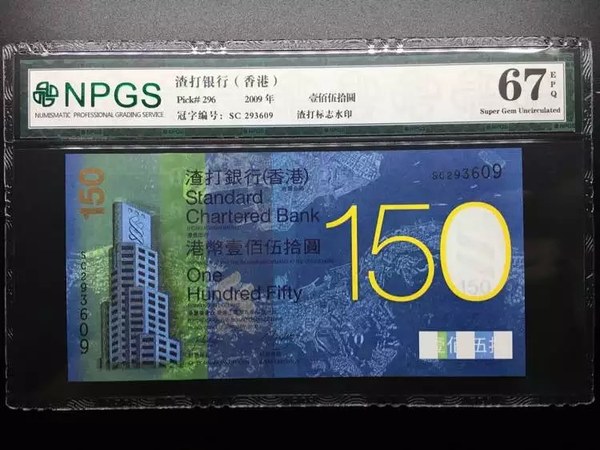 NPGS
NUMISMATIC PROFESSIONAL GRADING SERVICE
渣打银行（香港）
Pick# 296 2009 年 壹佰伍拾圆
冠字编号: SC 293609 渣打标志水印
67 EPQ
Super Gem Uncirculated
150
SC293609
渣打銀行(香港)
Standard
Chartered Bank
港幣壹佰伍拾圓
One
Hundred Fifty
SC293609
150
150
壹佰伍拾